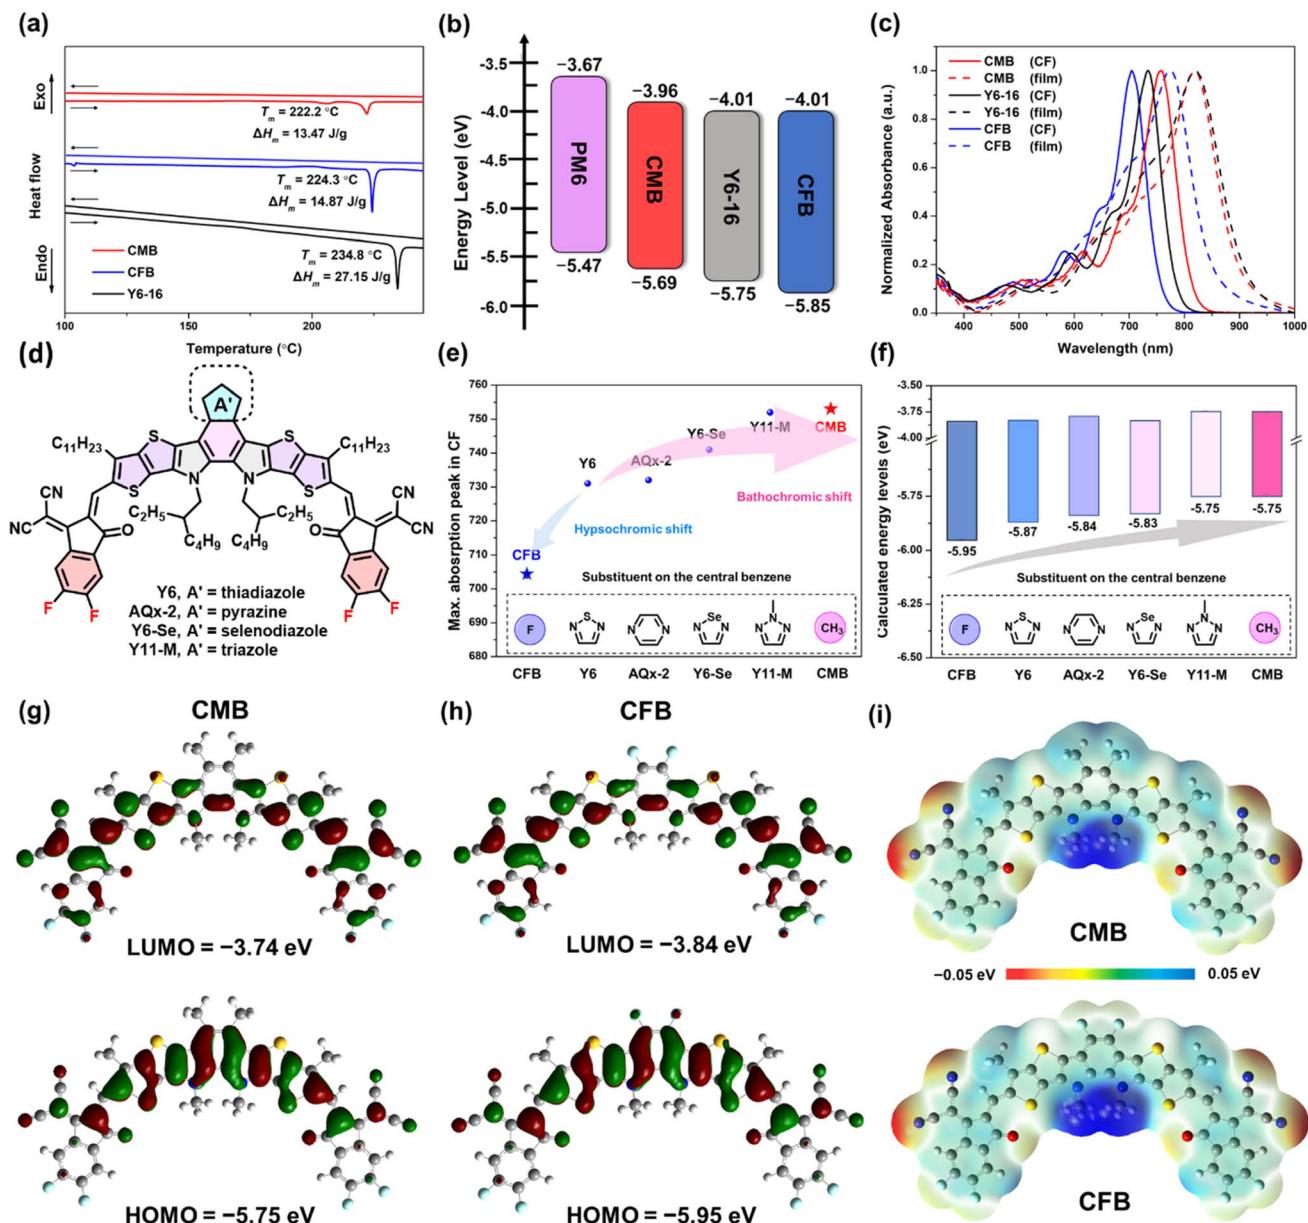 (a)
Exo
Heat flow
Endo
Tm = 222.2 °C
ΔHm = 13.47 J/g
Tm = 224.3 °C
ΔHm = 14.87 J/g
Tm = 234.8 °C
ΔHm = 27.15 J/g
CMB
CFB
Y6-16
100 150 200
Temperature (°C)
(b)
Energy Level (eV)
-3.5
-4.0
-4.5
-5.0
-5.5
-6.0
−3.67
−3.96
−4.01
−4.01
PM6
CMB
Y6-16
CFB
−5.47
−5.69
−5.75
−5.85
(c)
Normalized Absorbance (a.u.)
1.0
0.8
0.6
0.4
0.2
0.0
CMB (CF)
CMB (film)
Y6-16 (CF)
Y6-16 (film)
CFB (CF)
CFB (film)
400 500 600 700 800 900 1000
Wavelength (nm)
(d)
A'
C11H23
S
S
C11H23
S
N
N
S
CN
NC
O
C2H5
C4H9
C2H5
C4H9
O
CN
CN
F
F
F
F
Y6, A' = thiadiazole
AQx-2, A' = pyrazine
Y6-Se, A' = selenodiazole
Y11-M, A' = triazole
(e)
Max. abosrption peak in CF
760
750
740
730
720
710
700
690
680
Y6
AQx-2
Y6-Se
Y11-M
CMB
Bathochromic shift
Hypsochromic shift
CFB
Substituent on the central benzene
F
N S N
N N
N Se N
N N N
CH3
CFB Y6 AQx-2 Y6-Se Y11-M CMB
(f)
Calculated energy levels (eV)
-3.50
-3.75
-4.00
-5.75
-6.00
-6.25
-6.50
-5.95
-5.87
-5.84
-5.83
-5.75
-5.75
Substituent on the central benzene
F
N S N
N N
N Se N
N N N
CH3
CFB Y6 AQx-2 Y6-Se Y11-M CMB
(g)
CMB
LUMO = −3.74 eV
HOMO = −5.75 eV
(h)
CFB
LUMO = −3.84 eV
HOMO = −5.95 eV
(i)
CMB
−0.05 eV 0.05 eV
CFB